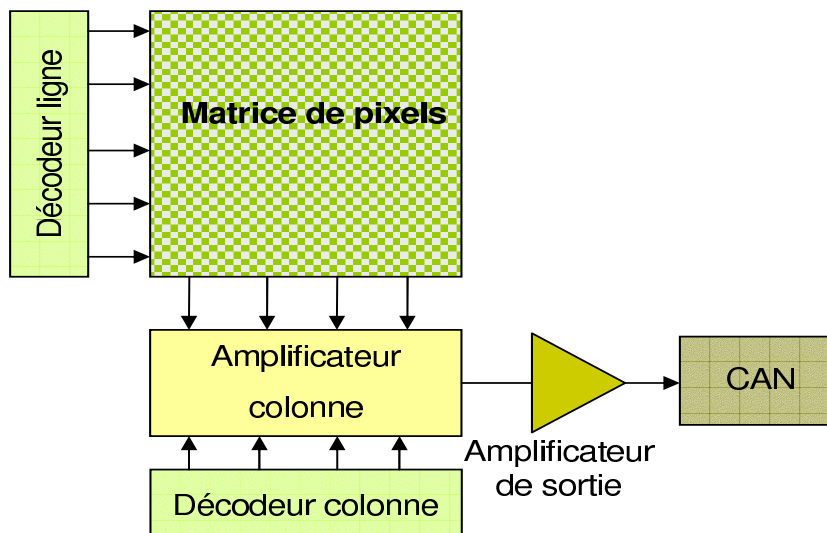 Décodeur ligne
Matrice de pixels
Amplificateur
colonne
CAN
Amplificateur
de sortie
Décodeur colonne